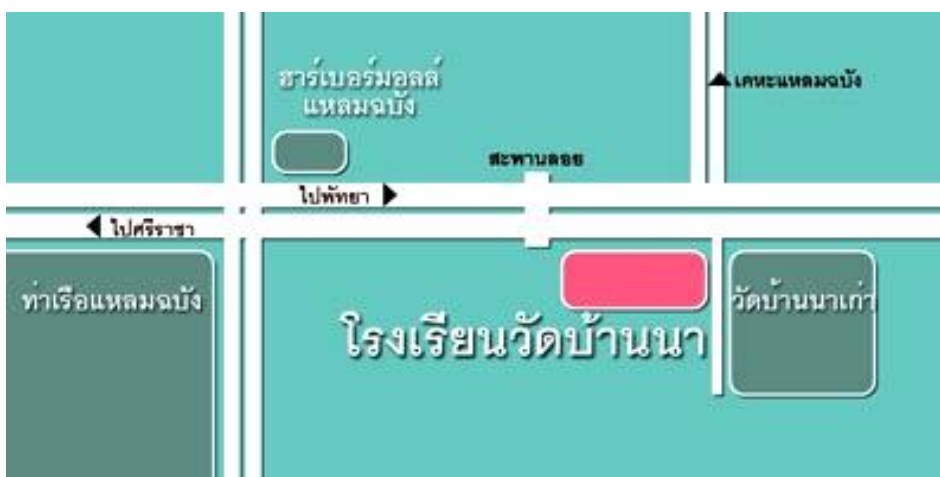 ฮาร์เบอร์มอลล์
แหลมฉบัง
เคหะแหลมฉบัง
สะพานลอย
ไปพัทยา
ไปศรีราชา
ท่าเรือแหลมฉบัง
วัดบ้านนาเก่า
โรงเรียนวัดบ้านนา